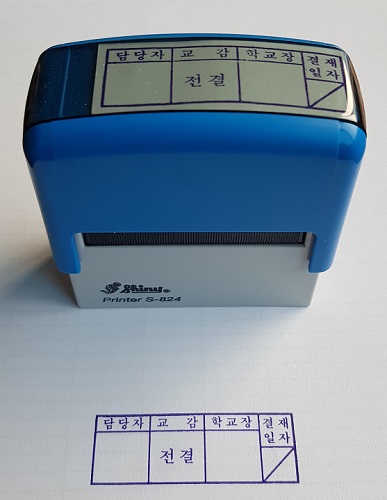 담당자 교 감 학교장 결재
일자
전결
Shiny
Printer S-824
담당자 교 감 학교장 결재
일자
전결